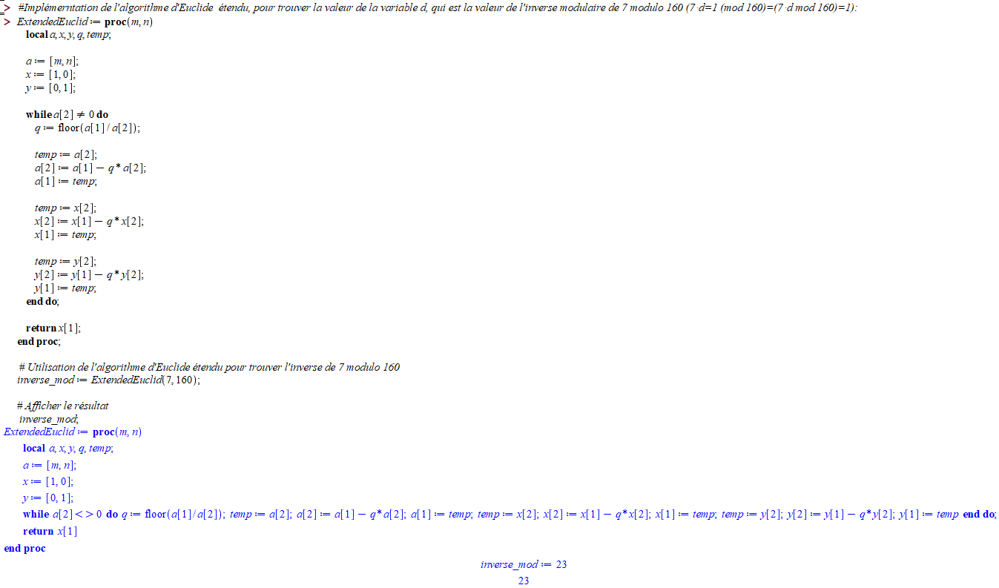 > #Implémerntation de l'algorithme d'Euclide étendu, pour trouver la valeur de la variable d, qui est la valeur de l'inverse modulaire de 7 modulo 160 (7·d=1 (mod 160)=(7·d mod 160)=1):
> ExtendedEuclid := proc(m, n)
local a, x, y, q, temp;
a := [m, n];
x := [1, 0];
y := [0, 1];
while a[2] ≠ 0 do
q := floor(a[1]/a[2]);
temp := a[2];
a[2] := a[1] − q * a[2];
a[1] := temp;
temp := x[2];
x[2] := x[1] − q * x[2];
x[1] := temp;
temp := y[2];
y[2] := y[1] − q * y[2];
y[1] := temp;
end do;
return x[1];
end proc;
# Utilisation de l'algorithme d'Euclide étendu pour trouver l'inverse de 7 modulo 160
inverse_mod := ExtendedEuclid(7, 160);
# Afficher le résultat
inverse_mod;
ExtendedEuclid := proc(m, n)
local a, x, y, q, temp;
a := [m, n];
x := [1, 0];
y := [0, 1];
while a[2] <> 0 do q := floor(a[1]/a[2]); temp := a[2]; a[2] := a[1] − q*a[2]; a[1] := temp; temp := x[2]; x[2] := x[1] − q*x[2]; x[1] := temp; temp := y[2]; y[2] := y[1] − q*y[2]; y[1] := temp end do;
return x[1]
end proc
inverse_mod := 23
23